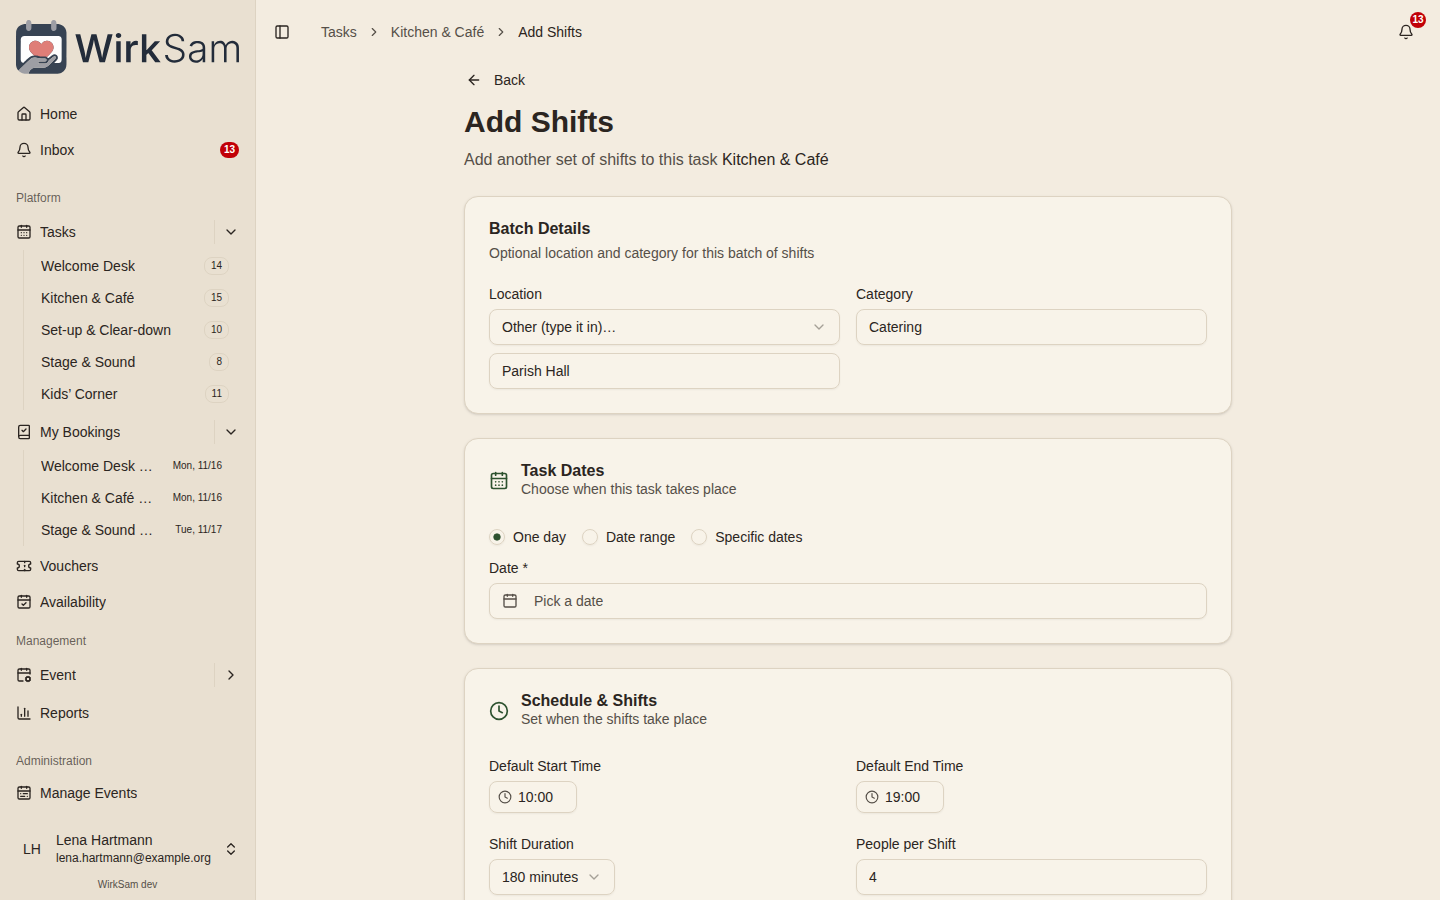 WirkSam
Home
Inbox
13
Platform
Tasks
Welcome Desk
14
Kitchen & Café
15
Set-up & Clear-down
10
Stage & Sound
8
Kids' Corner
11
My Bookings
Welcome Desk …
Mon, 11/16
Kitchen & Café …
Mon, 11/16
Stage & Sound …
Tue, 11/17
Vouchers
Availability
Management
Event
Reports
Administration
Manage Events
LH
Lena Hartmann
lena.hartmann@example.org
WirkSam dev
Tasks
Kitchen & Café
Add Shifts
13
Back
Add Shifts
Add another set of shifts to this task Kitchen & Café
Batch Details
Optional location and category for this batch of shifts
Location
Category
Other (type it in)…
Catering
Parish Hall
Task Dates
Choose when this task takes place
One day
Date range
Specific dates
Date *
Pick a date
Schedule & Shifts
Set when the shifts take place
Default Start Time
Default End Time
10:00
19:00
Shift Duration
People per Shift
180 minutes
4